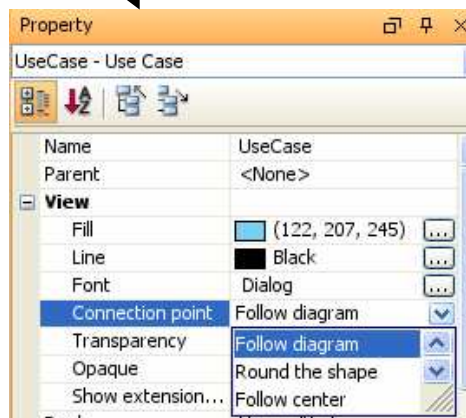 Property
UseCase - Use Case
Name UseCase
Parent <None>
View
Fill (122, 207, 245) ...
Line Black ...
Font Dialog ...
Connection point Follow diagram
Transparency Follow diagram
Opaque Round the shape
Show extension... Follow center